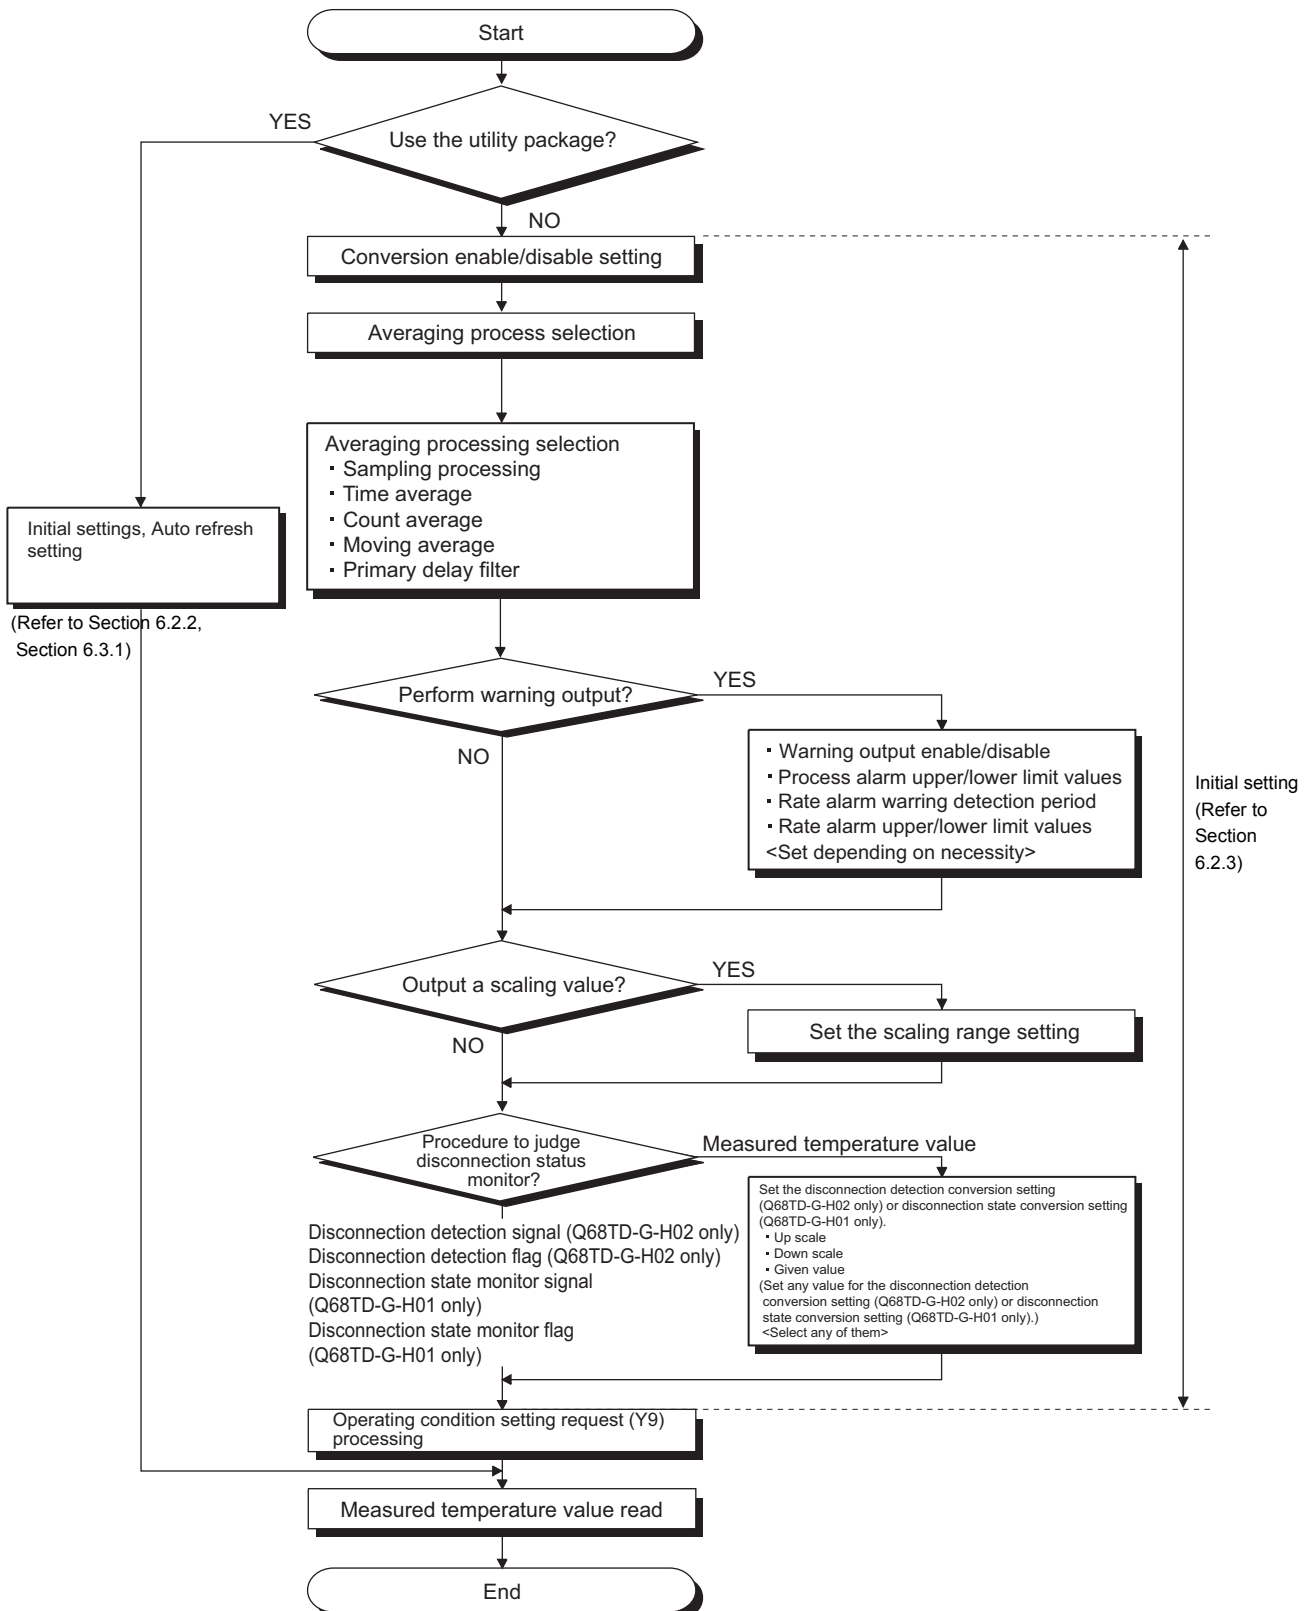 Start
YES
Use the utility package?
NO
Conversion enable/disable setting
Averaging process selection
Averaging processing selection
・Sampling processing
・Time average
・Count average
・Moving average
・Primary delay filter
Initial settings, Auto refresh
setting
(Refer to Section 6.2.2,
Section 6.3.1)
Perform warning output?
YES
NO
・Warning output enable/disable
・Process alarm upper/lower limit values
・Rate alarm warring detection period
・Rate alarm upper/lower limit values
<Set depending on necessity>
Initial setting
(Refer to
Section
6.2.3)
Output a scaling value?
YES
NO
Set the scaling range setting
Procedure to judge
disconnection status
monitor?
Measured temperature value
Set the disconnection detection conversion setting
(Q68TD-G-H02 only) or disconnection state conversion setting
(Q68TD-G-H01 only).
・Up scale
・Down scale
・Given value
(Set any value for the disconnection detection
conversion setting (Q68TD-G-H02 only) or disconnection
state conversion setting (Q68TD-G-H01 only).)
<Select any of them>
Disconnection detection signal (Q68TD-G-H02 only)
Disconnection detection flag (Q68TD-G-H02 only)
Disconnection state monitor signal
(Q68TD-G-H01 only)
Disconnection state monitor flag
(Q68TD-G-H01 only)
Operating condition setting request (Y9)
processing
Measured temperature value read
End